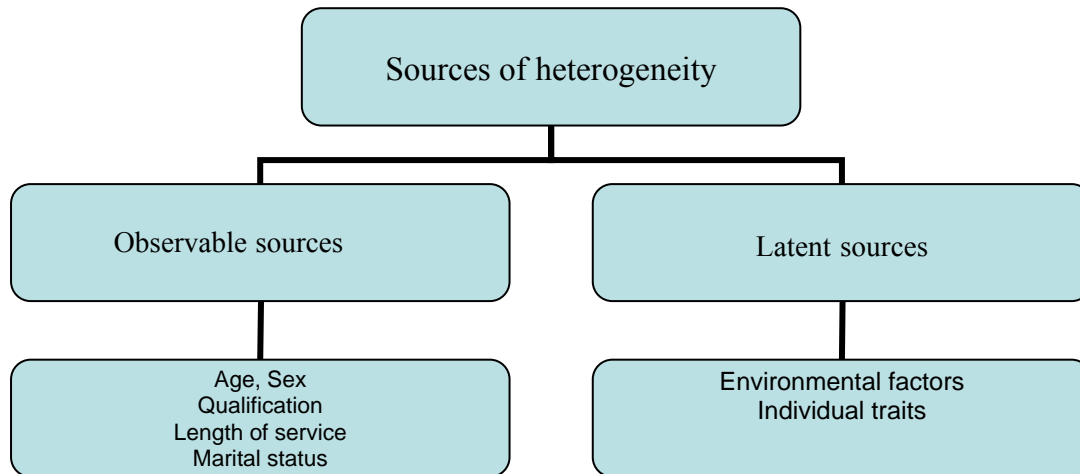 Sources of heterogeneity
Observable sources
Latent sources
Age, Sex
Qualification
Length of service
Marital status
Environmental factors
Individual traits